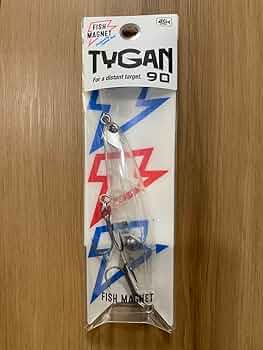 FISH
MAGNET
TYGAN
For a distant target.
90
FISH MAGNET